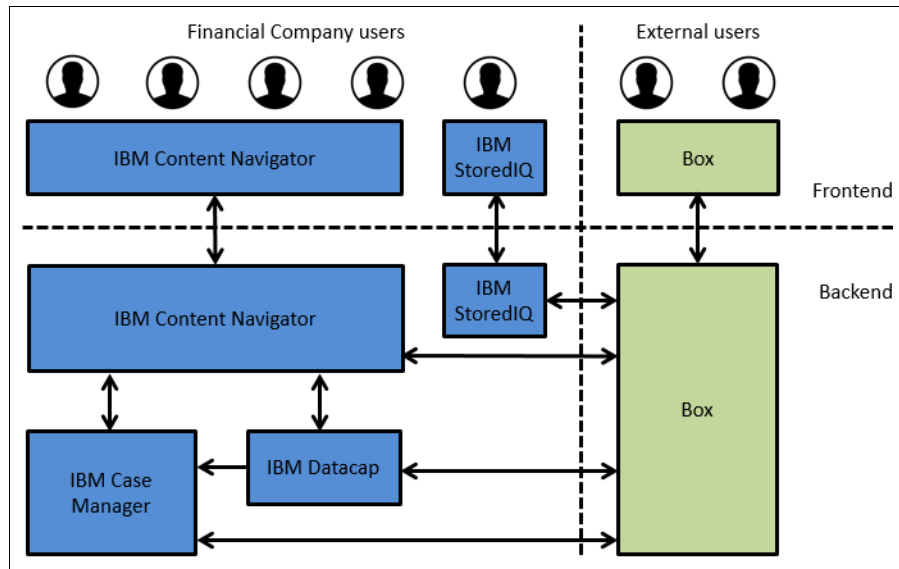 Financial Company users
External users
IBM Content Navigator
IBM
StoredIQ
Box
Frontend
Backend
IBM Content Navigator
IBM
StoredIQ
Box
IBM Case
Manager
IBM Datacap